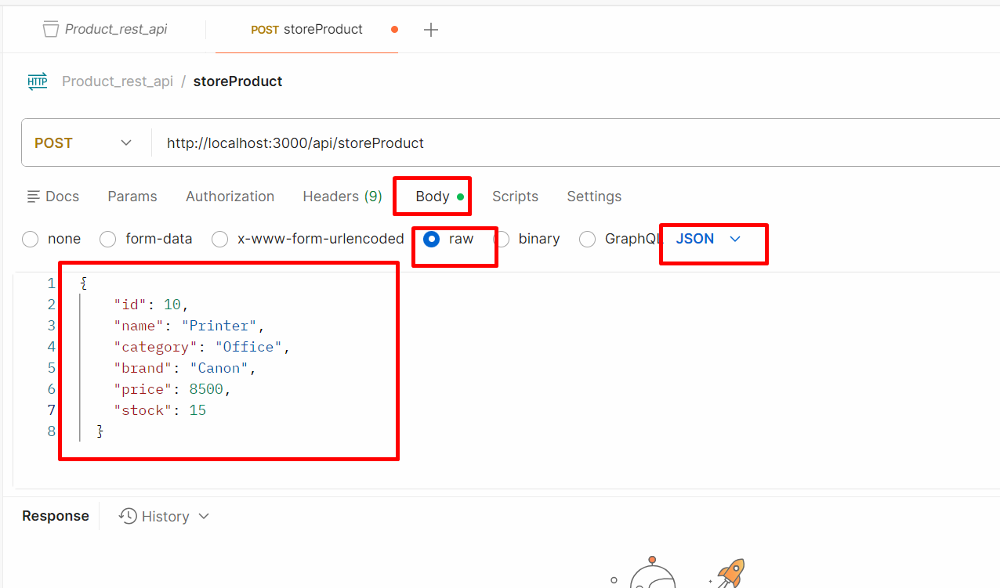 Product_rest_api POST storeProduct
HTTP Product_rest_api / storeProduct
POST http://localhost:3000/api/storeProduct
Docs Params Authorization Headers (9) Body Scripts Settings
none form-data x-www-form-urlencoded raw binary GraphQL JSON
1 {
2 "id": 10,
3 "name": "Printer",
4 "category": "Office",
5 "brand": "Canon",
6 "price": 8500,
7 "stock": 15
8 }
Response History